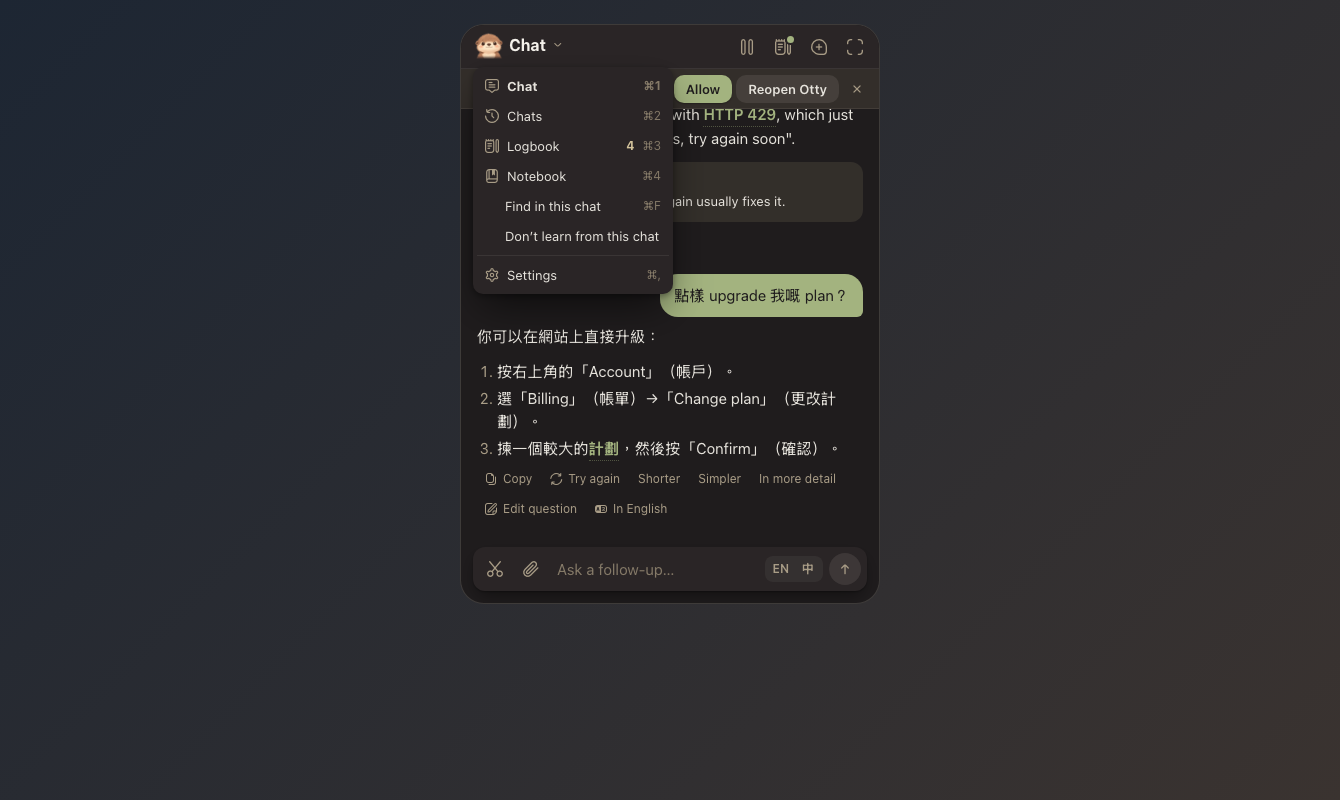 Chat
Chat ⌘1
Chats ⌘2
Logbook 4 ⌘3
Notebook ⌘4
Find in this chat ⌘F
Don’t learn from this chat
Settings ⌘,
Allow Reopen Otty
with HTTP 429, which just
s, try again soon".
gain usually fixes it.
點樣 upgrade 我嘅 plan？
你可以在網站上直接升級：
1. 按右上角的「Account」（帳戶）。
2. 選「Billing」（帳單）→「Change plan」（更改計
劃）。
3. 揀一個較大的計劃，然後按「Confirm」（確認）。
Copy Try again Shorter Simpler In more detail
Edit question In English
Ask a follow-up... EN 中